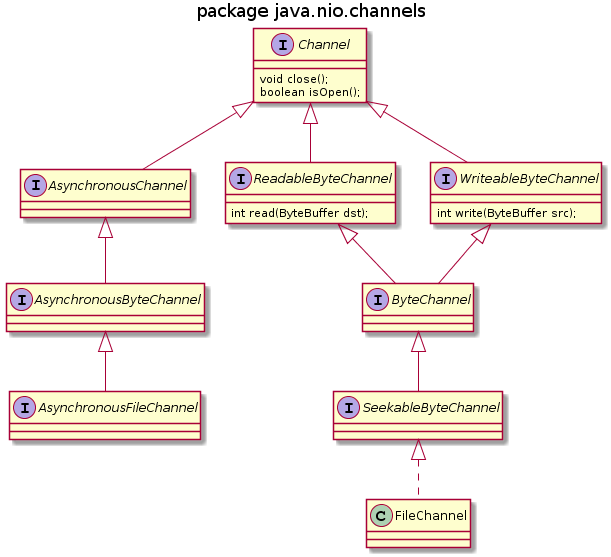 package java.nio.channels
I Channel
void close();
boolean isOpen();
I AsynchronousChannel
I ReadableByteChannel
int read(ByteBuffer dst);
I WriteableByteChannel
int write(ByteBuffer src);
I AsynchronousByteChannel
I ByteChannel
I AsynchronousFileChannel
I SeekableByteChannel
C FileChannel